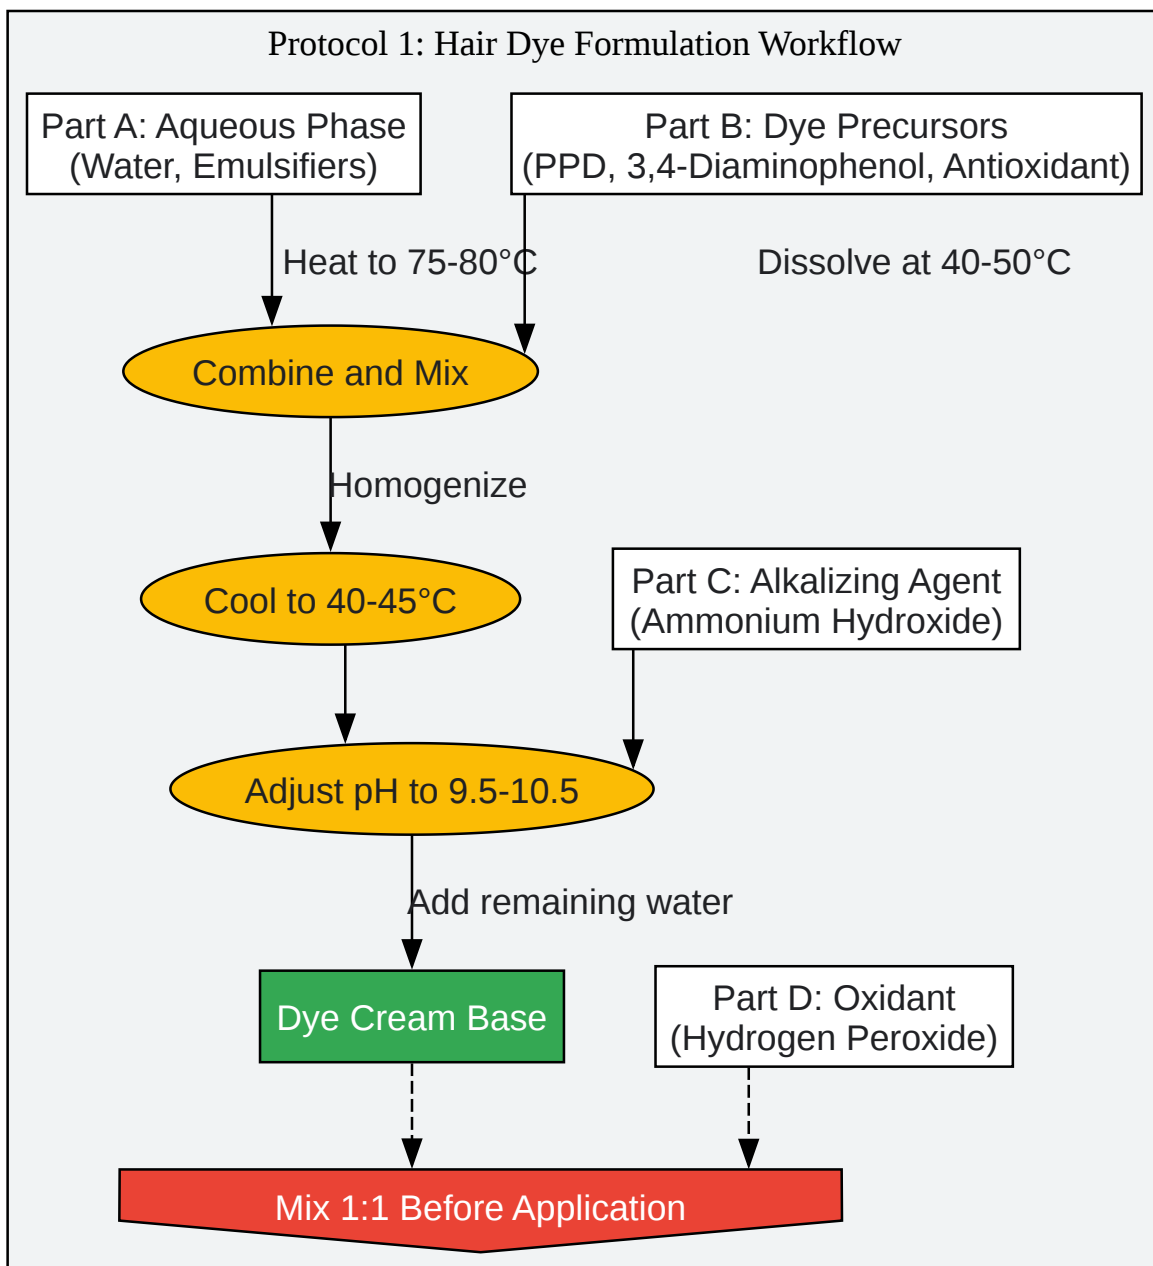 Protocol 1: Hair Dye Formulation Workflow
Part A: Aqueous Phase
(Water, Emulsifiers)
Part B: Dye Precursors
(PPD, 3,4-Diaminophenol, Antioxidant)
Heat to 75-80°C
Dissolve at 40-50°C
Combine and Mix
Homogenize
Cool to 40-45°C
Part C: Alkalizing Agent
(Ammonium Hydroxide)
Adjust pH to 9.5-10.5
Add remaining water
Dye Cream Base
Part D: Oxidant
(Hydrogen Peroxide)
Mix 1:1 Before Application